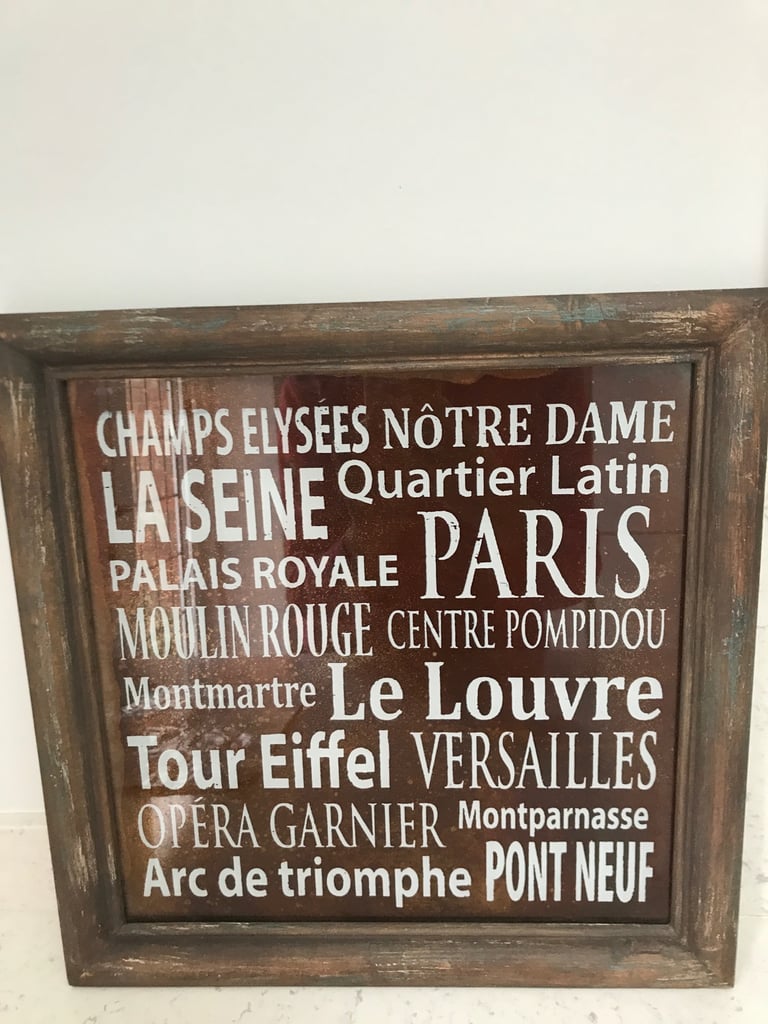 CHAMPS ELYSÉES NÔTRE DAME
LA SEINE Quartier Latin
PALAIS ROYALE PARIS
MOULIN ROUGE CENTRE POMPIDOU
Montmartre Le Louvre
Tour Eiffel VERSAILLES
OPÉRA GARNIER Montparnasse
Arc de triomphe PONT NEUF